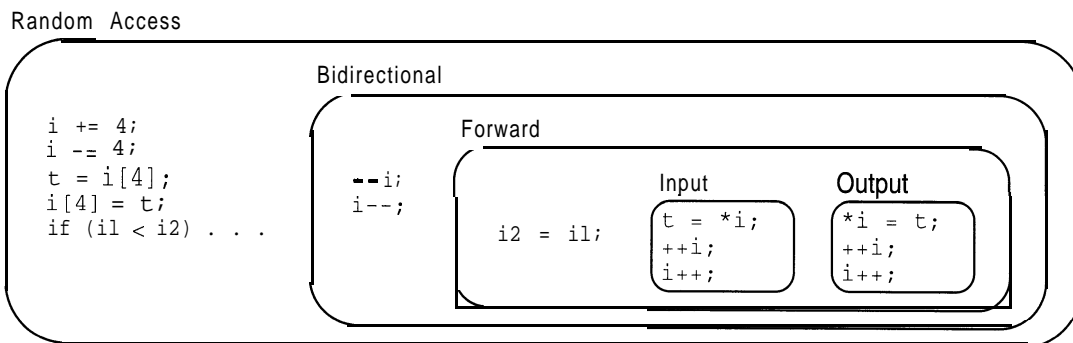 Random Access
Bidirectional
Forward
Input
Output
i += 4;
i -= 4;
t = i[4];
i[4] = t;
if (i1 < i2) . . .
--i;
i--;
i2 = i1;
t = *i;
++i;
i++;
*i = t;
++i;
i++;